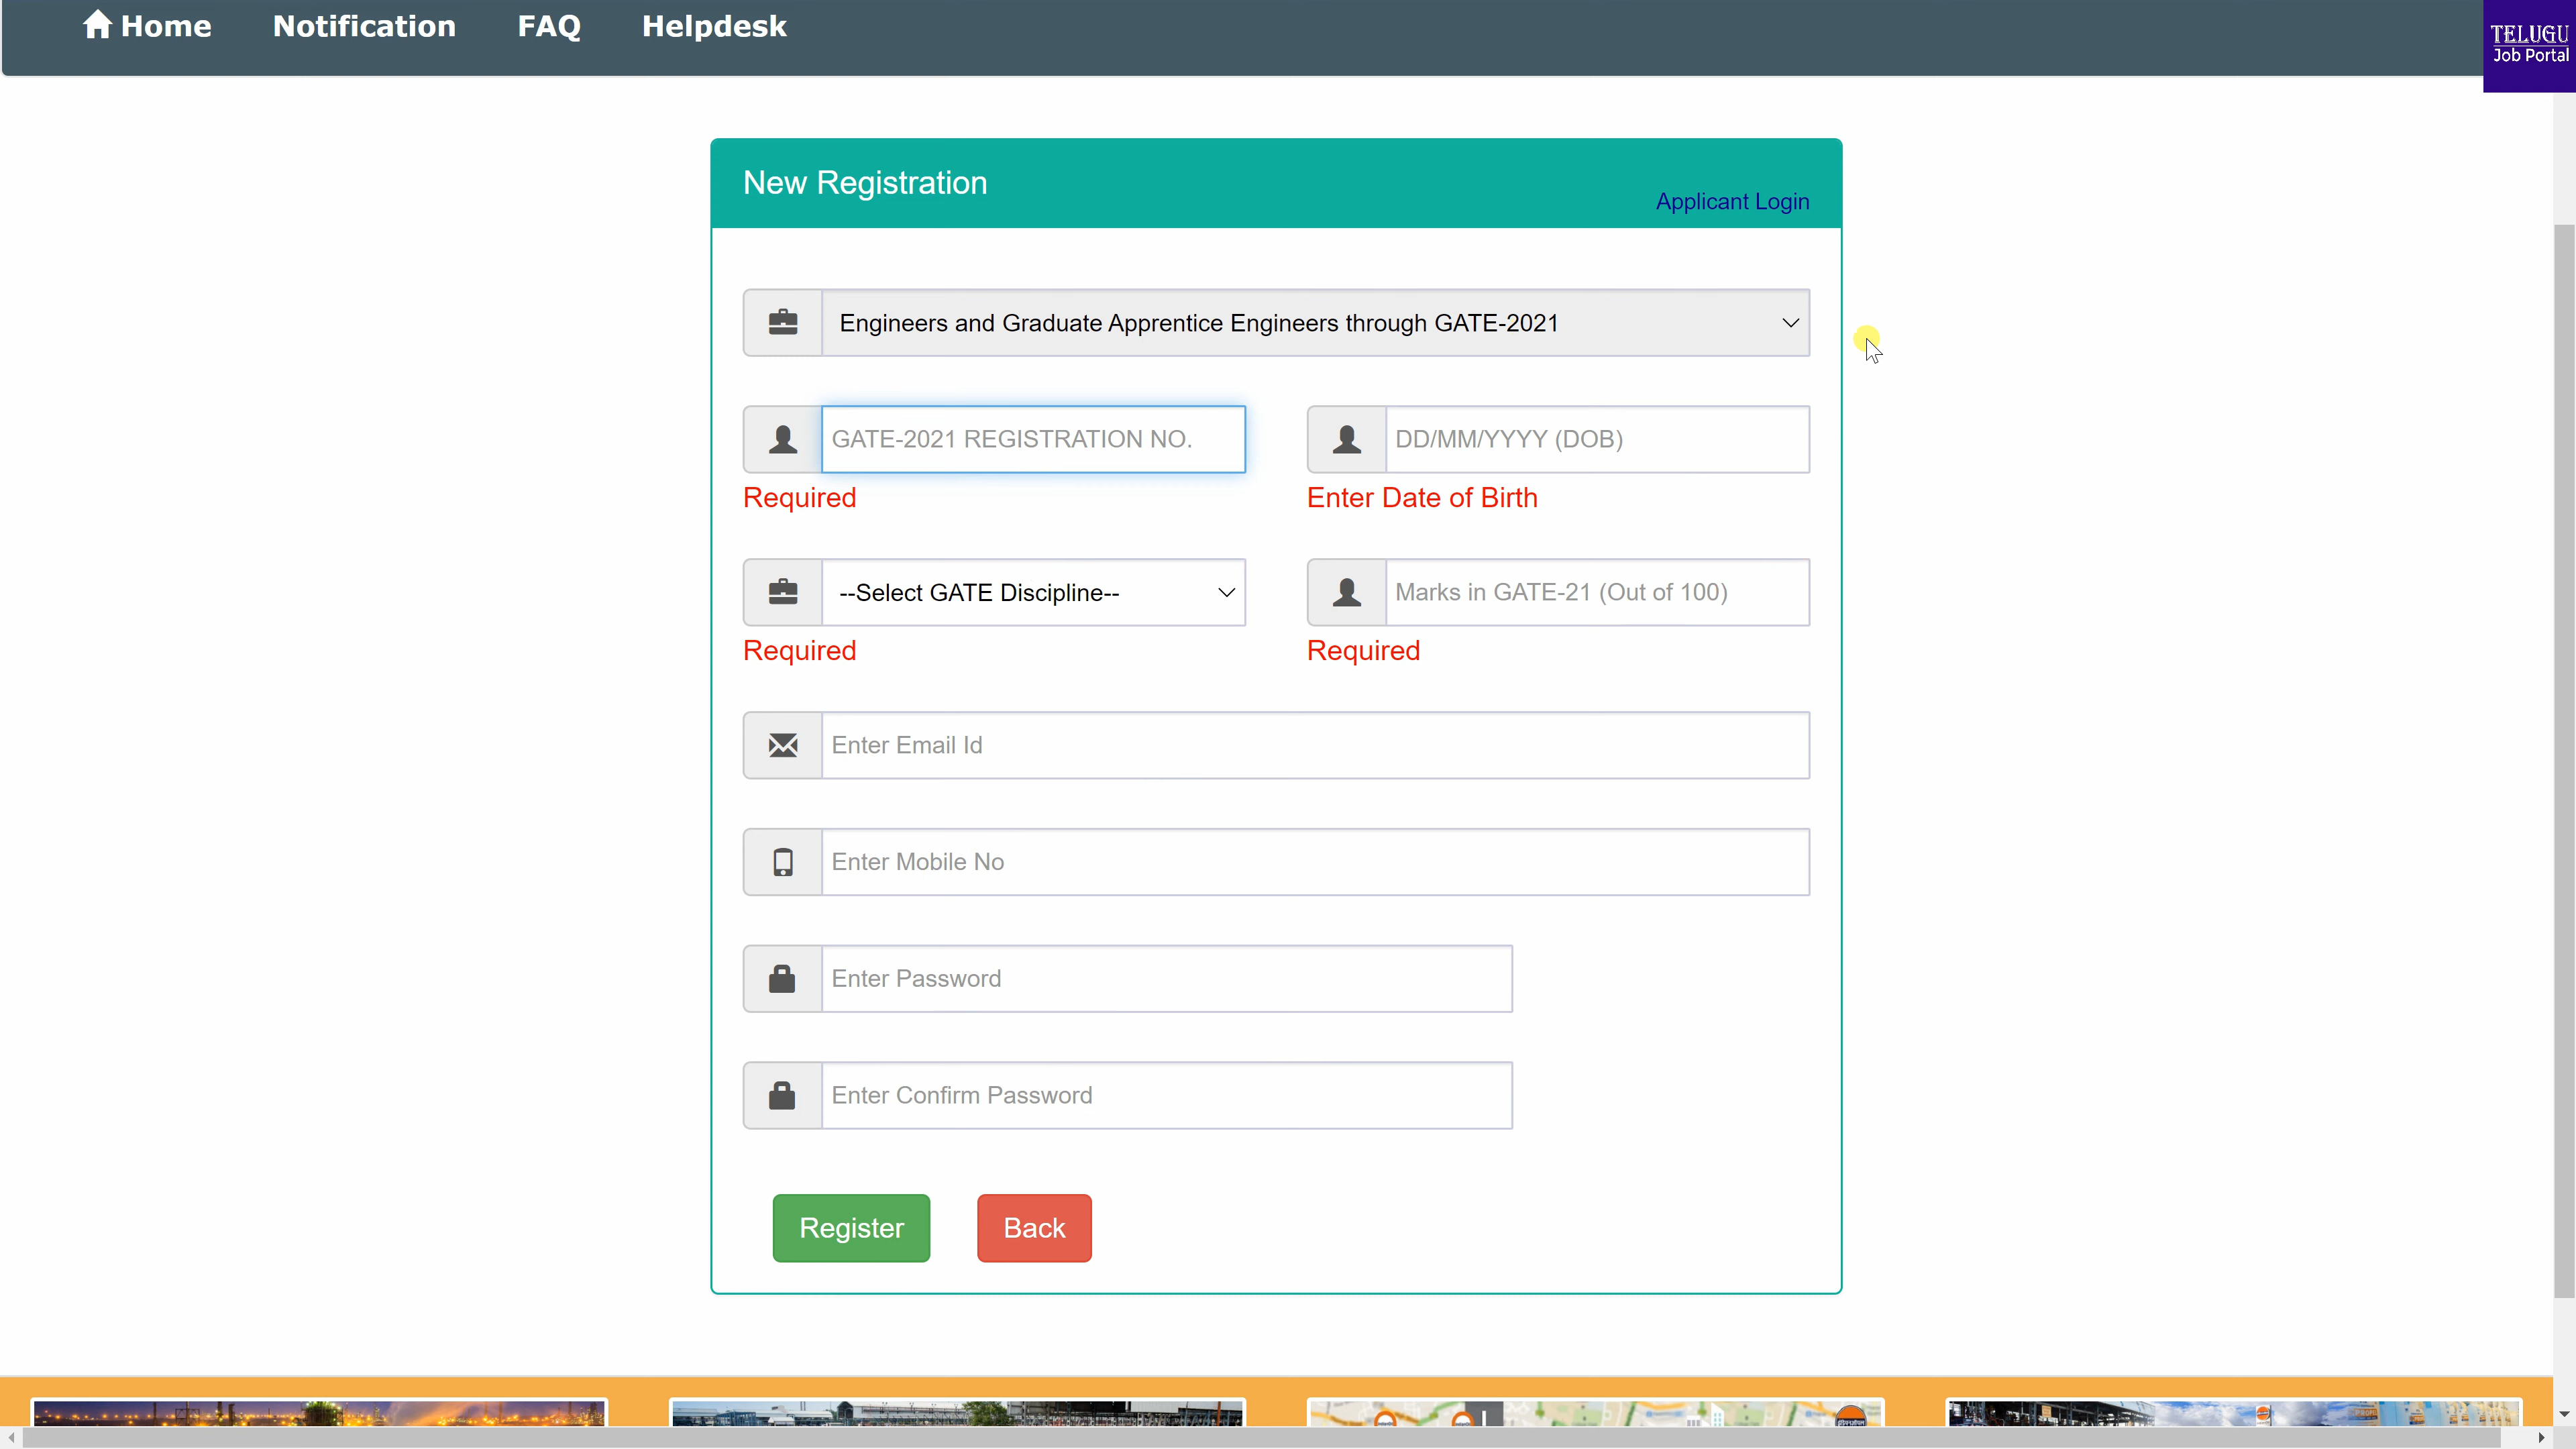 Home Notification FAQ Helpdesk
TELUGU
Job Portal
New Registration
Applicant Login
Engineers and Graduate Apprentice Engineers through GATE-2021
GATE-2021 REGISTRATION NO. DD/MM/YYYY (DOB)
Required Enter Date of Birth
--Select GATE Discipline-- Marks in GATE-21 (Out of 100)
Required Required
Enter Email Id
Enter Mobile No
Enter Password
Enter Confirm Password
Register Back